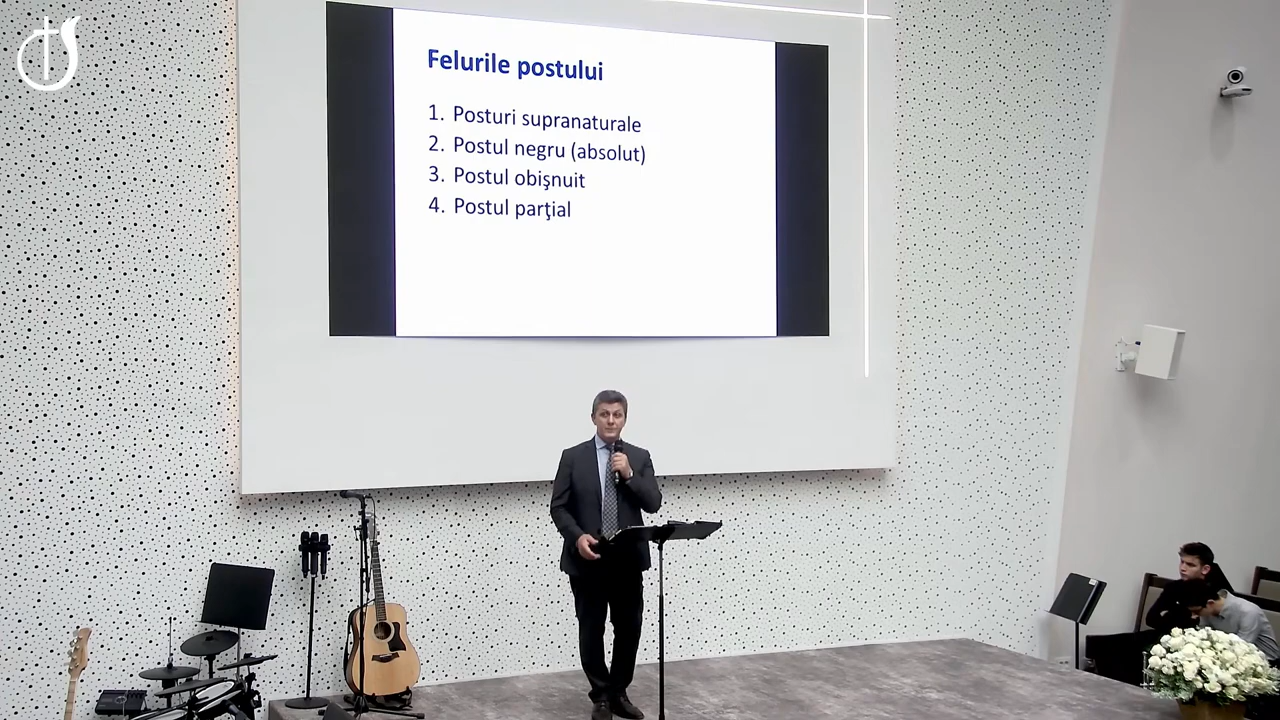 Felurile postului
1. Posturi supranaturale
2. Postul negru (absolut)
3. Postul obişnuit
4. Postul parţial